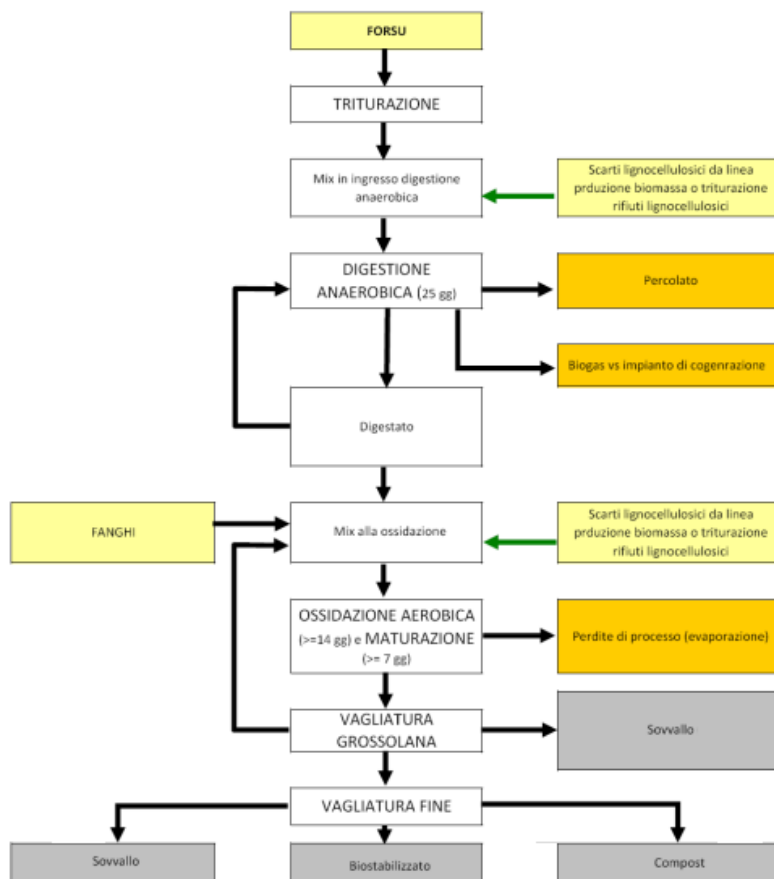 FORSU
TRITURAZIONE
Mix in ingresso digestione
anaerobica
Scarti lignocellulosici da linea
prduzione biomassa o triturazione
rifiuti lignocellulosici
DIGESTIONE
ANAEROBICA (25 gg)
Percolato
Biogas vs impianto di cogenrazione
Digestato
FANGHI
Mix alla ossidazione
Scarti lignocellulosici da linea
prduzione biomassa o triturazione
rifiuti lignocellulosici
OSSIDAZIONE AEROBICA
(>=14 gg) e MATURAZIONE
(>= 7 gg)
Perdite di processo (evaporazione)
VAGLIATURA
GROSSOLANA
Sovvallo
VAGLIATURA FINE
Sovvallo
Biostabilizzato
Compost